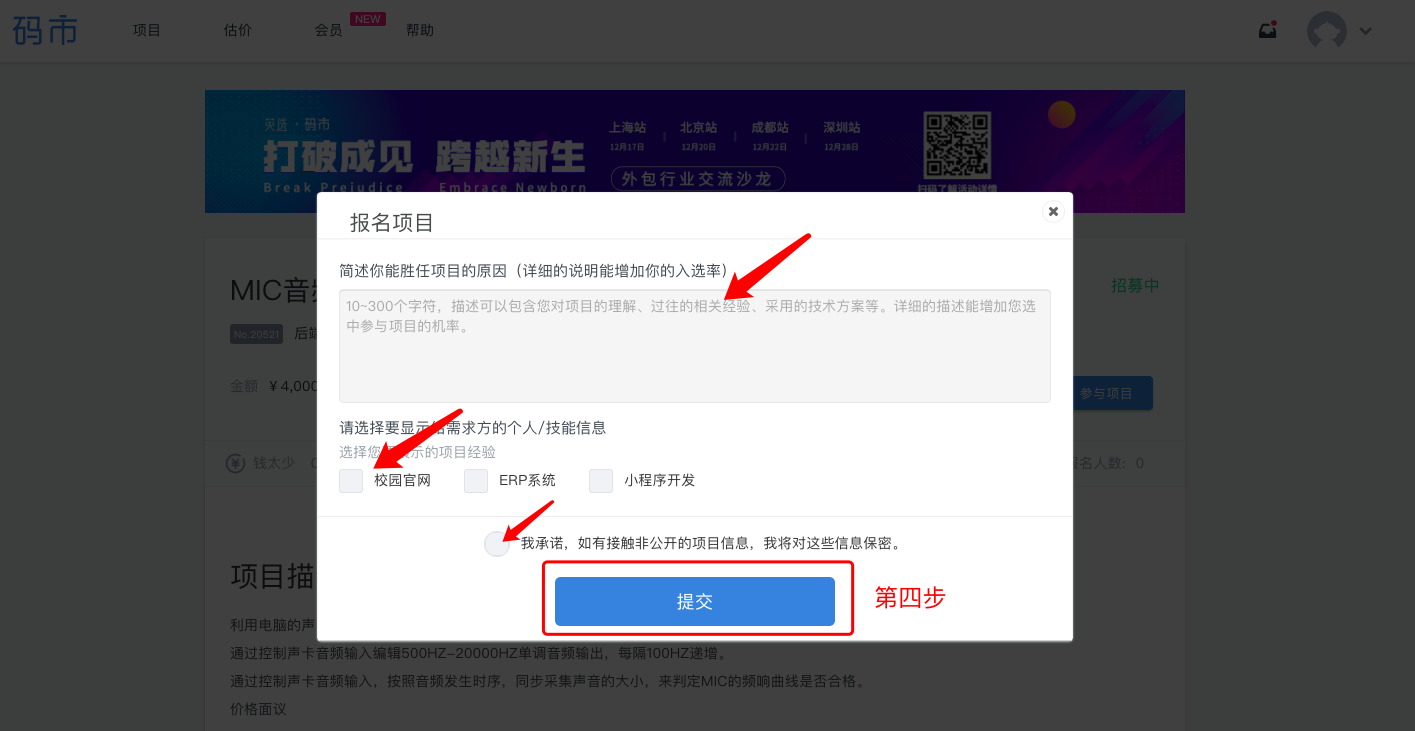 码市 项目 估价 会员 NEW 帮助
英选·码市
打破成见 跨越新生
Break Prejudice Embrace Newborn
上海站 北京站 成都站 深圳站
12月17日 12月20日 12月22日 12月28日
外包行业交流沙龙
扫码了解活动详情
报名项目
简述你能胜任项目的原因（详细的说明能增加你的入选率）
10~300个字符，描述可以包含您对项目的理解、过往的相关经验、采用的技术方案等。详细的描述能增加您选
中参与项目的机率。
请选择要显示给需求方的个人/技能信息
选择您 示的项目经验
校园官网 ERP系统 小程序开发
我承诺，如有接触非公开的项目信息，我将对这些信息保密。
提交
第四步
MIC音
招募中
No.20521 后端
金额 ¥4,000
参与项目
钱太少
报名人数：0
项目描
利用电脑的声
通过控制声卡音频输入编辑500HZ-20000HZ单调音频输出，每隔100HZ递增。
通过控制声卡音频输入，按照音频发生时序，同步采集声音的大小，来判定MIC的频响曲线是否合格。
价格面议